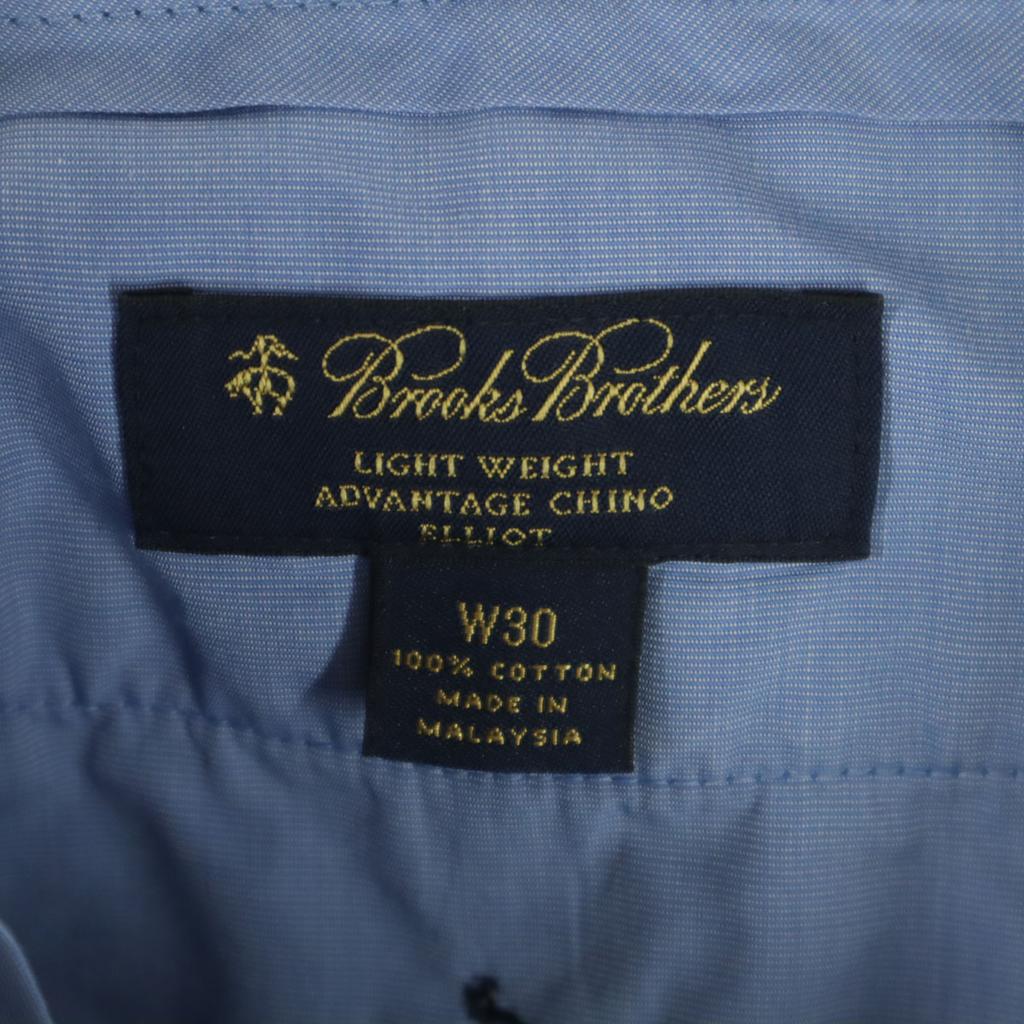 Brooks Brothers
LIGHT WEIGHT
ADVANTAGE CHINO
ELLIOT
W30
100% COTTON
MADE IN
MALAYSIA